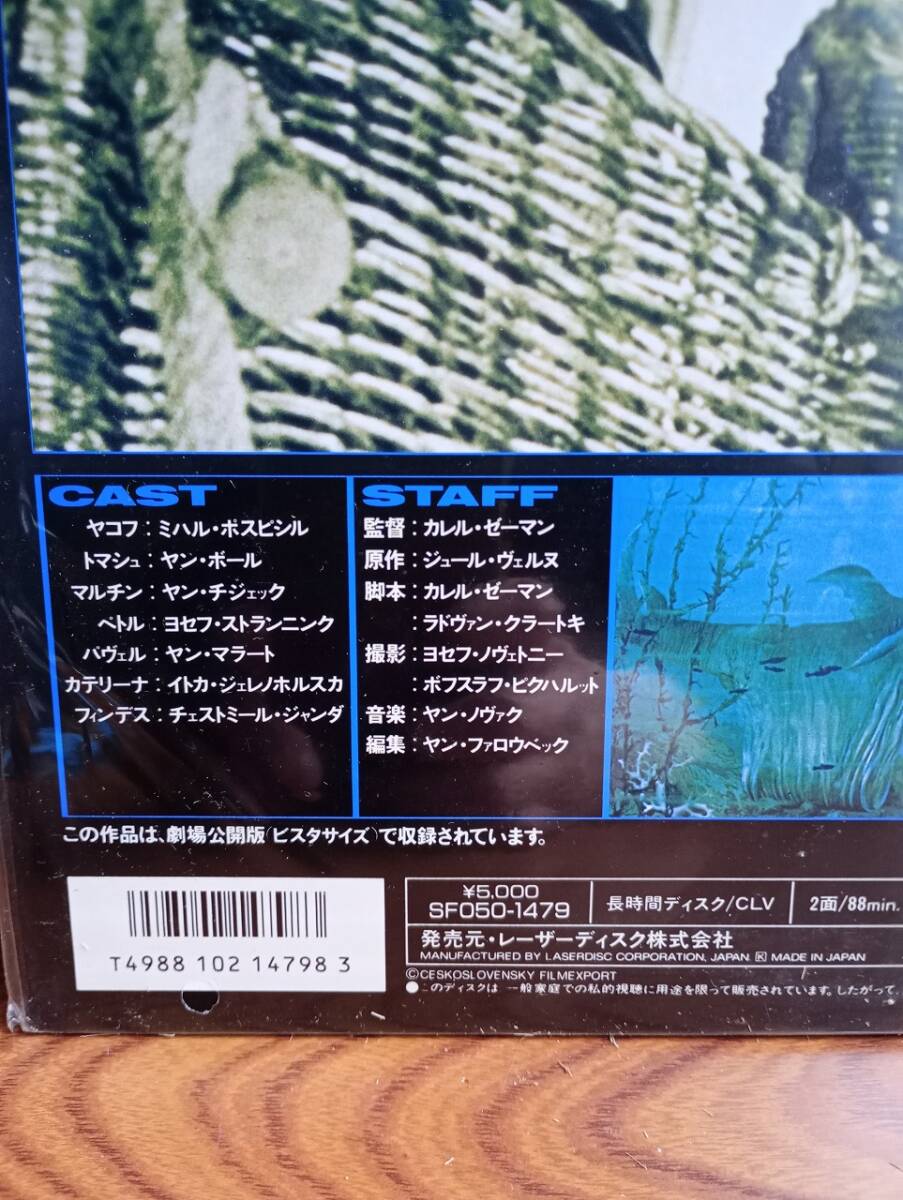 CAST
ヤコフ：ミハル・ポスピシル
トマシュ：ヤン・ボール
マルチン：ヤン・チジェック
ペトル：ヨセフ・ストランニンク
パヴェル：ヤン・マラート
カテリーナ：イトカ・ジェレノホルスカ
フィンデス：チェストミール・ジャンダ
STAFF
監督：カレル・ゼーマン
原作：ジュール・ヴェルヌ
脚本：カレル・ゼーマン
：ラドヴァン・クラートキ
撮影：ヨセフ・ノヴェトニー
：ボフスラフ・ピクハルット
音楽：ヤン・ノヴァク
編集：ヤン・ファロウベック
この作品は、劇場公開版（ビスタサイズ）で収録されています。
T4988 102 14798 3
¥5,000
SF050-1479
長時間ディスク/CLV
2面/88min.
発売元・レーザーディスク株式会社
MANUFACTURED BY LASERDISC CORPORATION, JAPAN. Ⓚ MADE IN JAPAN
©CESKOSLOVENSKY FILMEXPORT
●このディスクは 一般家庭での私的視聴に用途を限って販売されています。したがって、